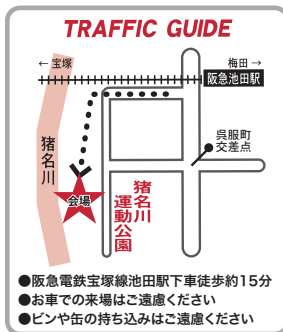 TRAFFIC GUIDE
← 宝塚
梅田 →
阪急池田駅
猪名川
呉服町
交差点
会場
猪名川
運動公園
●阪急電鉄宝塚線池田駅下車徒歩約15分
●お車での来場はご遠慮ください
●ビンや缶の持ち込みはご遠慮ください